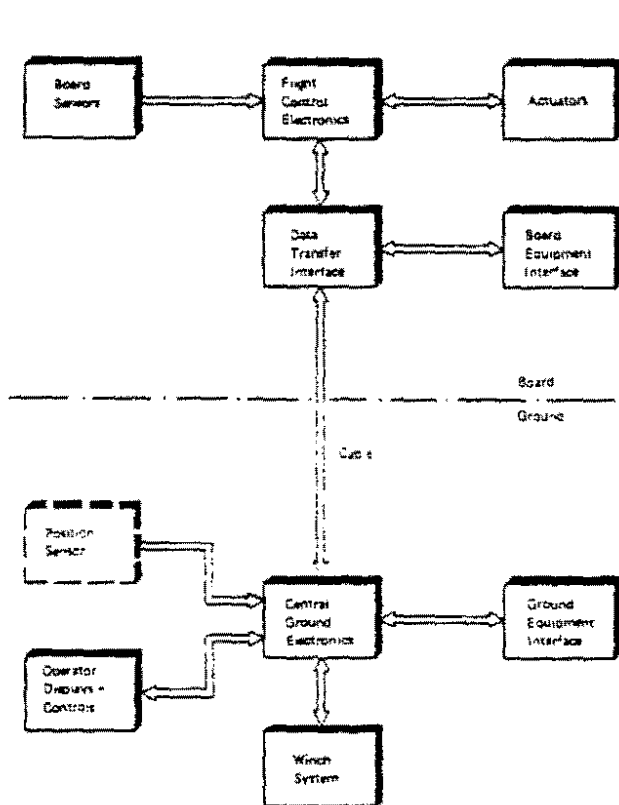 Board
Sensors
Flight
Control
Electronics
Actuators
Data
Transfer
Interface
Board
Equipment
Interface
Board
Ground
Cable
Position
Sensor
Central
Ground
Electronics
Ground
Equipment
Interface
Operator
Displays +
Controls
Winch
System